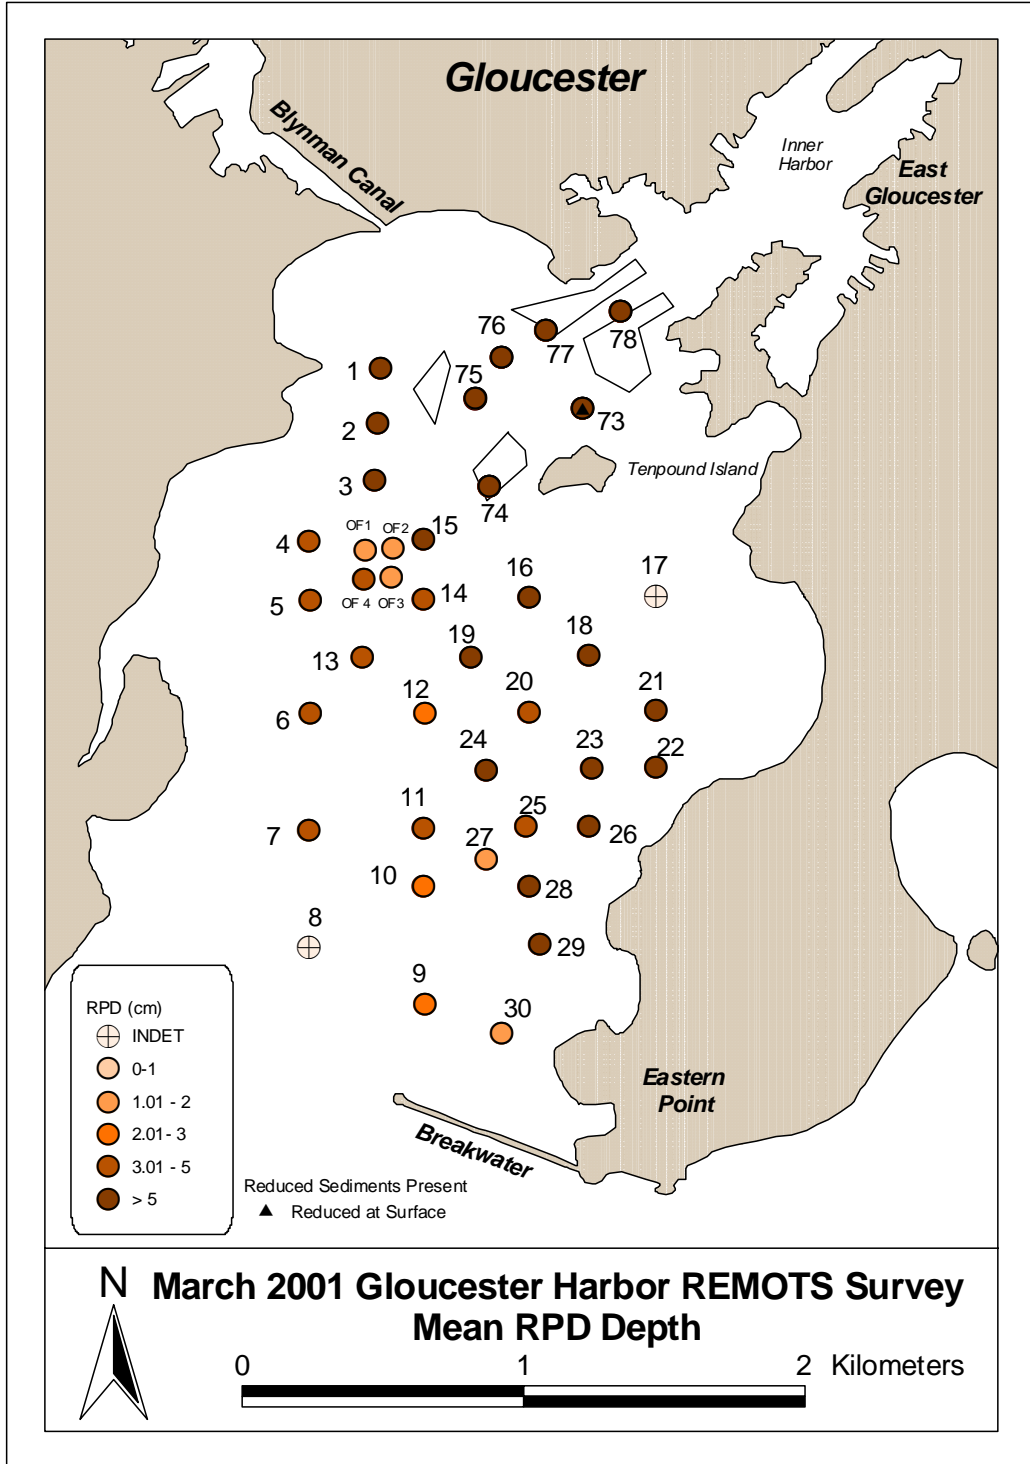 Gloucester
Blynman Canal
Inner
Harbor
East
Gloucester
76
77
78
1
75
2
73
3
Tenpound Island
74
4
OF1
OF2
15
5
OF 4
OF3
14
16
17
13
19
18
6
12
20
21
24
23
22
7
11
25
26
27
10
28
8
29
9
30
RPD (cm)
INDET
0-1
1.01 - 2
2.01 - 3
3.01 - 5
> 5
Eastern
Point
Breakwater
Reduced Sediments Present
Reduced at Surface
N
March 2001 Gloucester Harbor REMOTS Survey
Mean RPD Depth
0 1 2 Kilometers